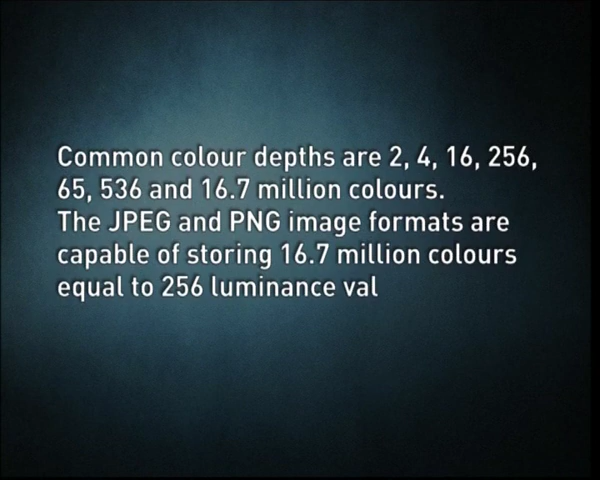 Common colour depths are 2, 4, 16, 256,
65, 536 and 16.7 million colours.
The JPEG and PNG image formats are
capable of storing 16.7 million colours
equal to 256 luminance val